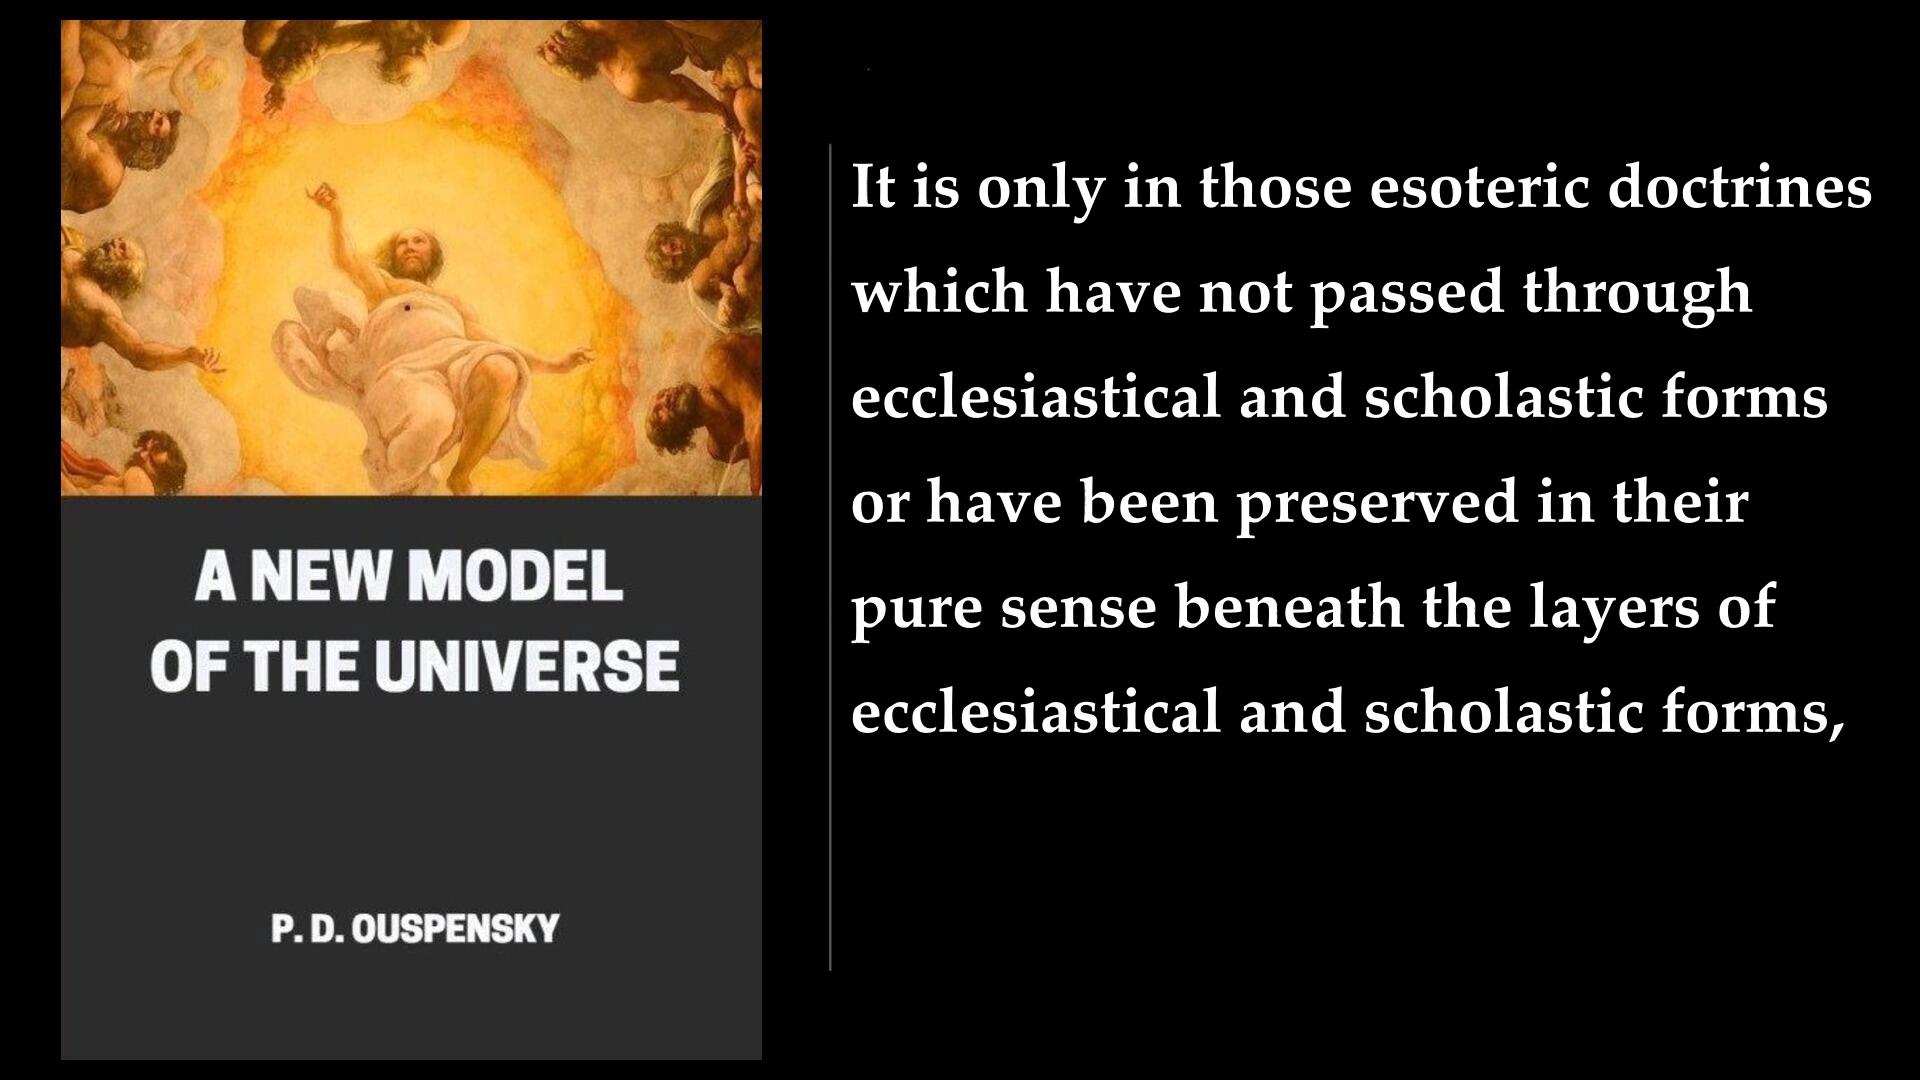 A NEW MODEL
OF THE UNIVERSE
P. D. OUSPENSKY
It is only in those esoteric doctrines
which have not passed through
ecclesiastical and scholastic forms
or have been preserved in their
pure sense beneath the layers of
ecclesiastical and scholastic forms,